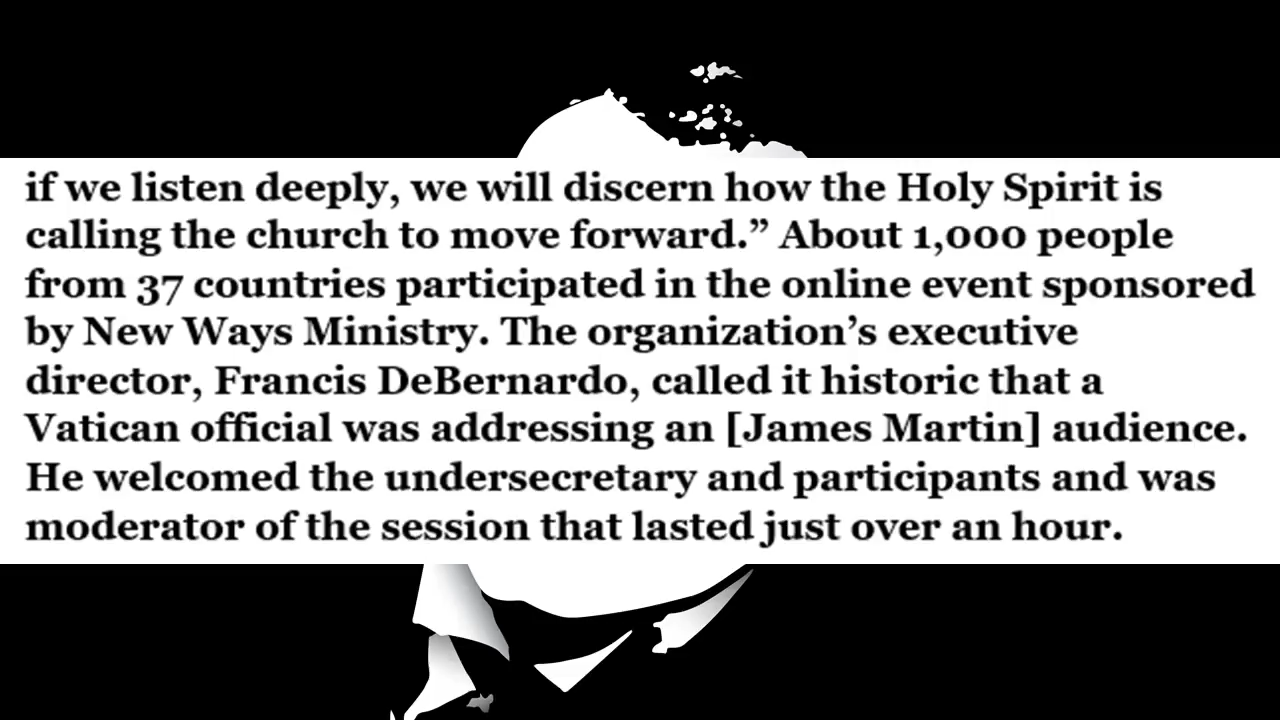 if we listen deeply, we will discern how the Holy Spirit is
calling the church to move forward.” About 1,000 people
from 37 countries participated in the online event sponsored
by New Ways Ministry. The organization’s executive
director, Francis DeBernardo, called it historic that a
Vatican official was addressing an [James Martin] audience.
He welcomed the undersecretary and participants and was
moderator of the session that lasted just over an hour.